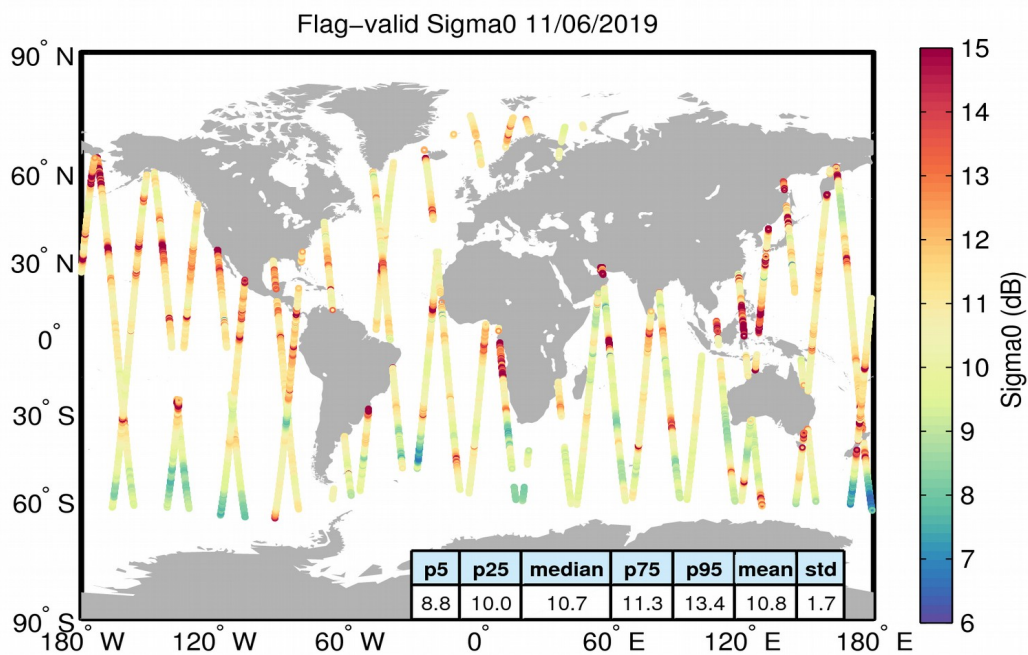 Flag-valid Sigma0 11/06/2019
90° N
60° N
30° N
0°
30° S
60° S
90° S
180° W
120° W
60° W
0°
60° E
120° E
180° E
p5 p25 median p75 p95 mean std
8.8 10.0 10.7 11.3 13.4 10.8 1.7
15
14
13
12
11
10
9
8
7
6
Sigma0 (dB)